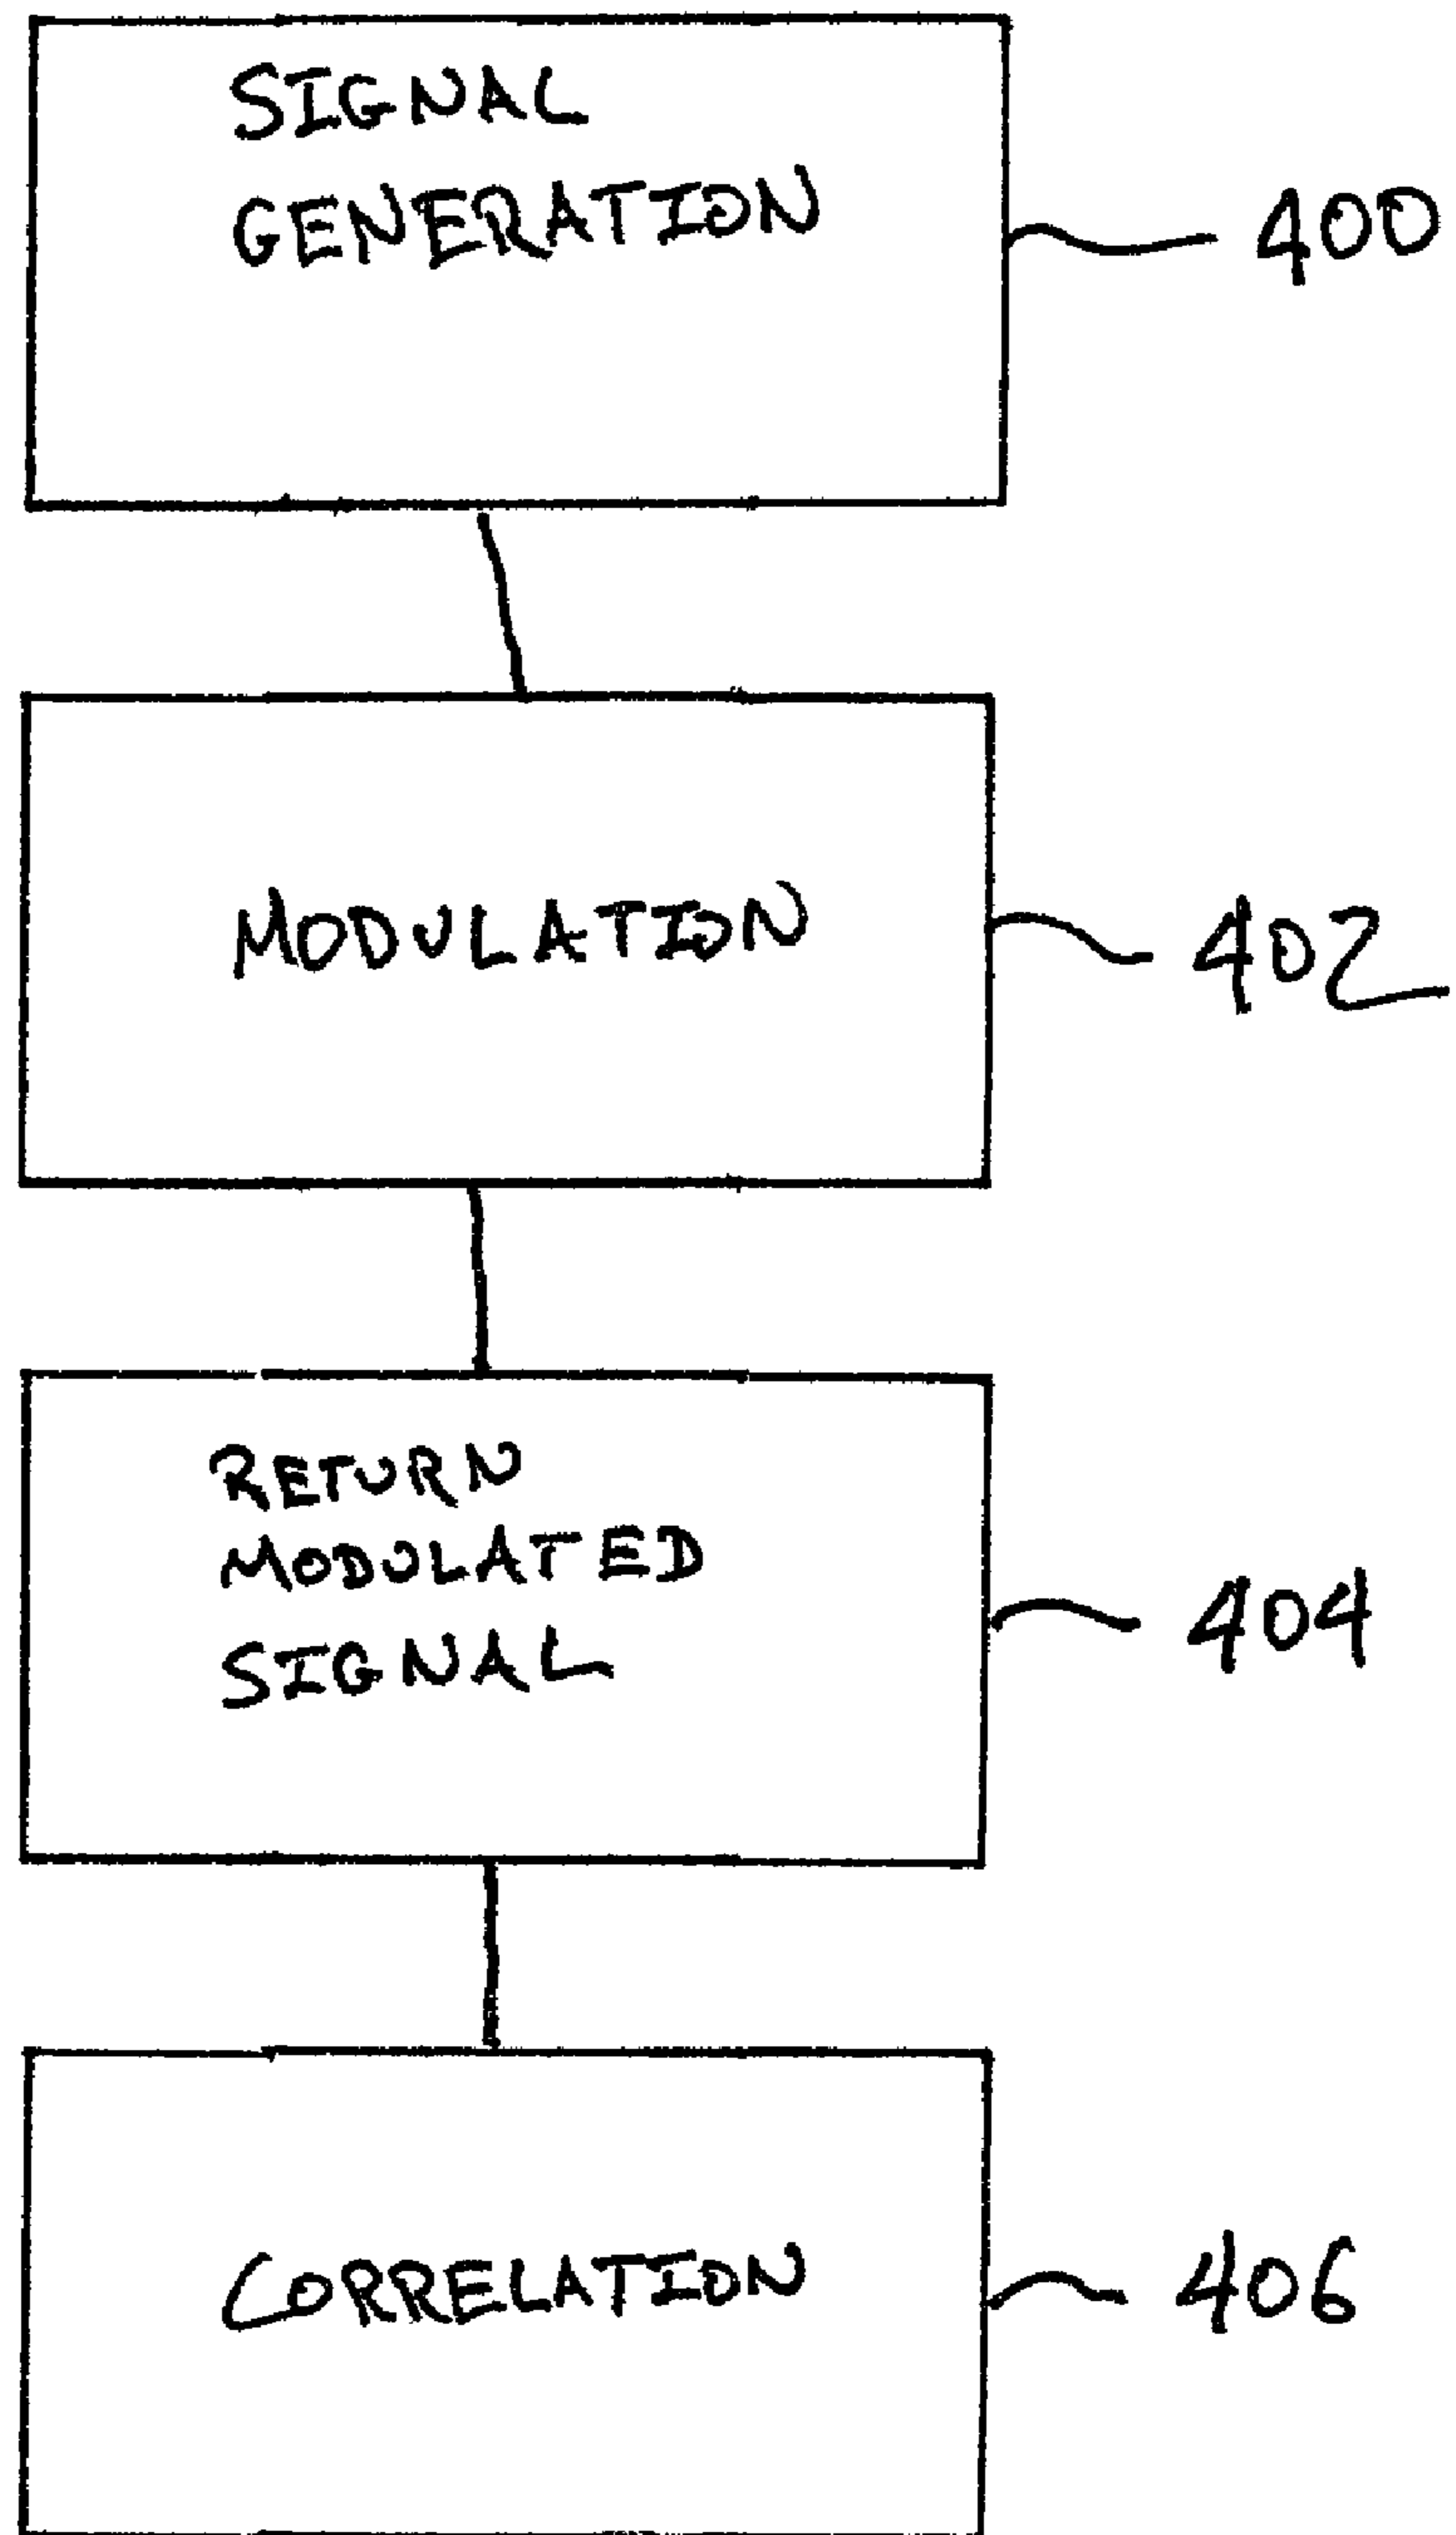 SIGNAL
GENERATION
400
MODULATION
402
RETURN
MODULATED
SIGNAL
404
CORRELATION
406